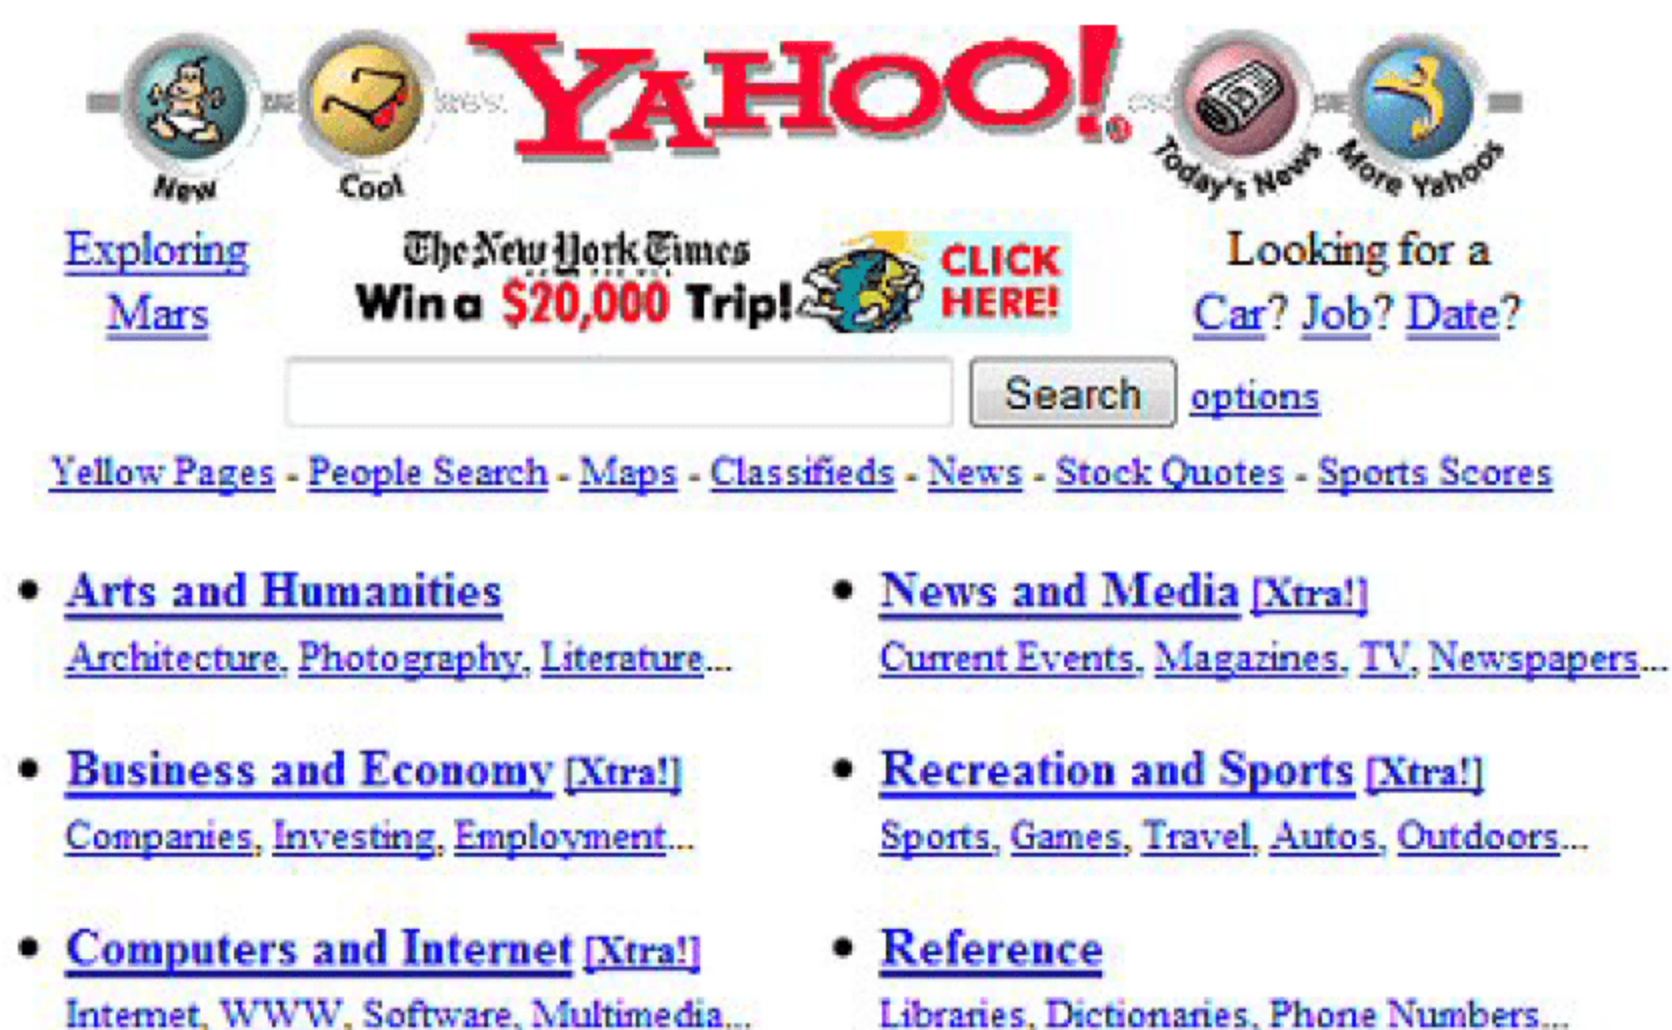 YAHOO!
New
Cool
Today's News
More Yahoos
Exploring
Mars
The New York Times
Win a $20,000 Trip!
CLICK
HERE!
Looking for a
Car? Job? Date?
Search options
Yellow Pages - People Search - Maps - Classifieds - News - Stock Quotes - Sports Scores
• Arts and Humanities
Architecture, Photography, Literature...
• News and Media [Xtra!]
Current Events, Magazines, TV, Newspapers...
• Business and Economy [Xtra!]
Companies, Investing, Employment...
• Recreation and Sports [Xtra!]
Sports, Games, Travel, Autos, Outdoors...
• Computers and Internet [Xtra!]
Internet, WWW, Software, Multimedia...
• Reference
Libraries, Dictionaries, Phone Numbers...